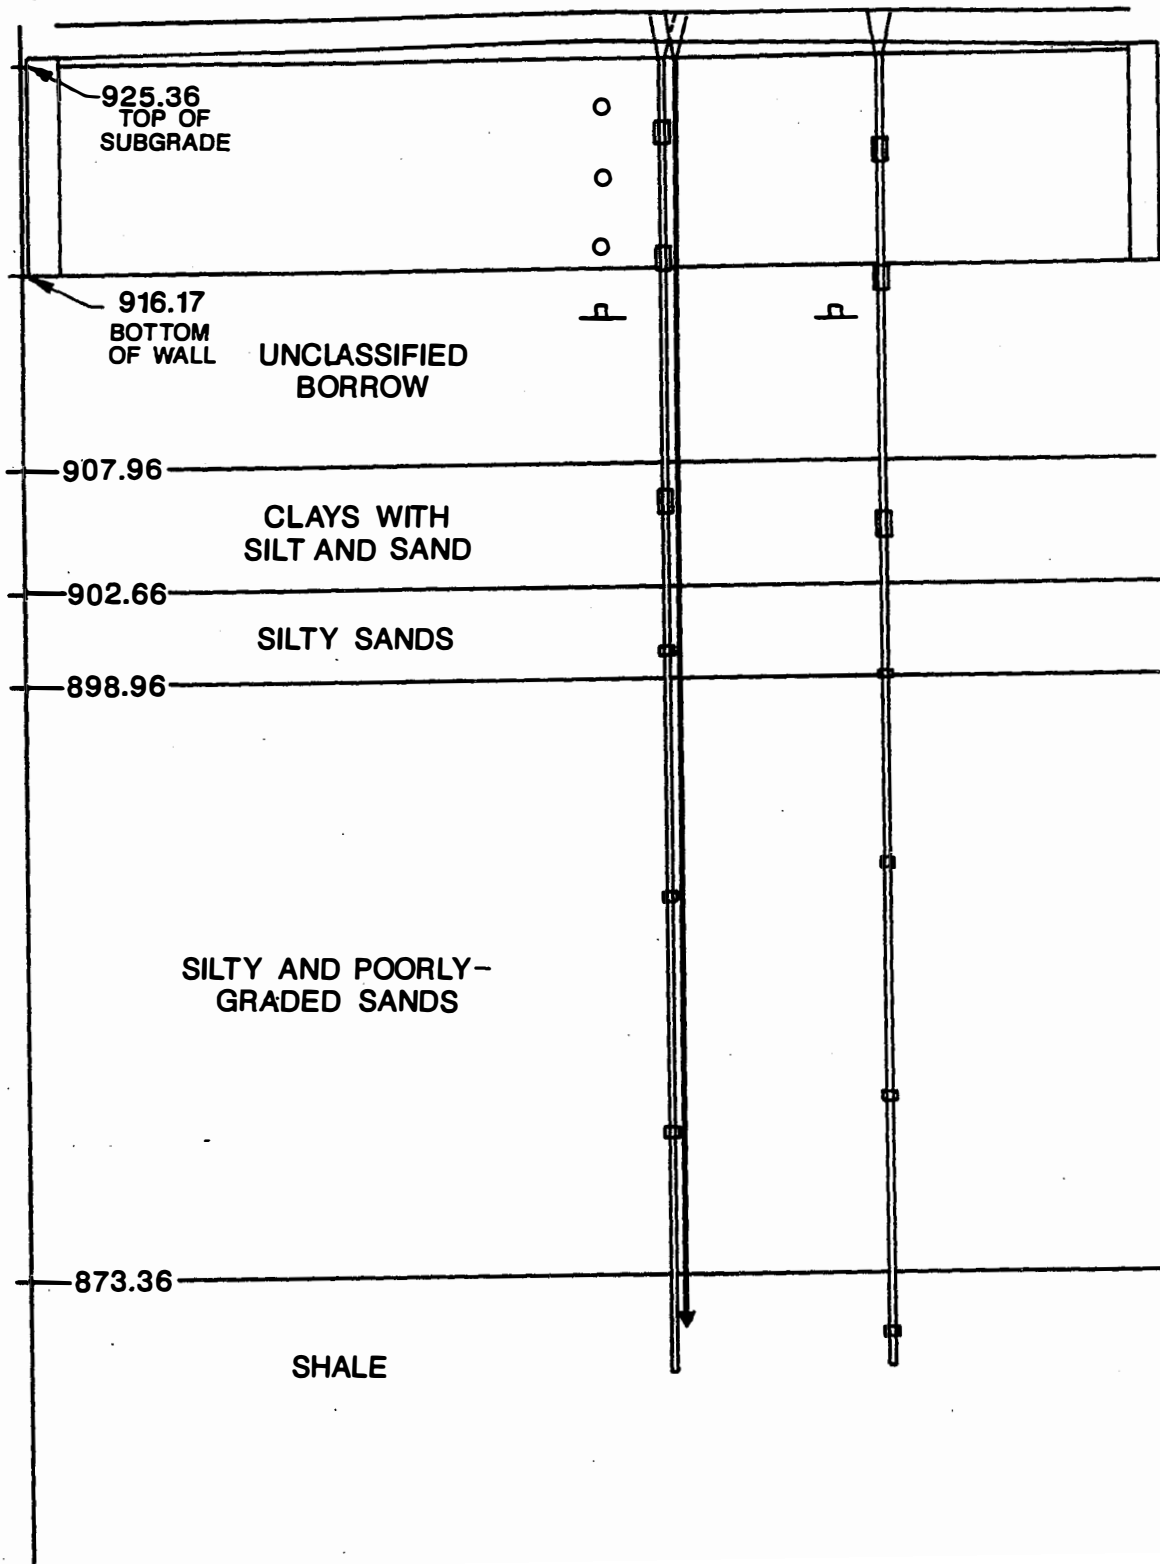 925.36
TOP OF
SUBGRADE
916.17
BOTTOM
OF WALL
UNCLASSIFIED
BORROW
907.96
CLAYS WITH
SILT AND SAND
902.66
SILTY SANDS
898.96
SILTY AND POORLY-
GRADED SANDS
873.36
SHALE